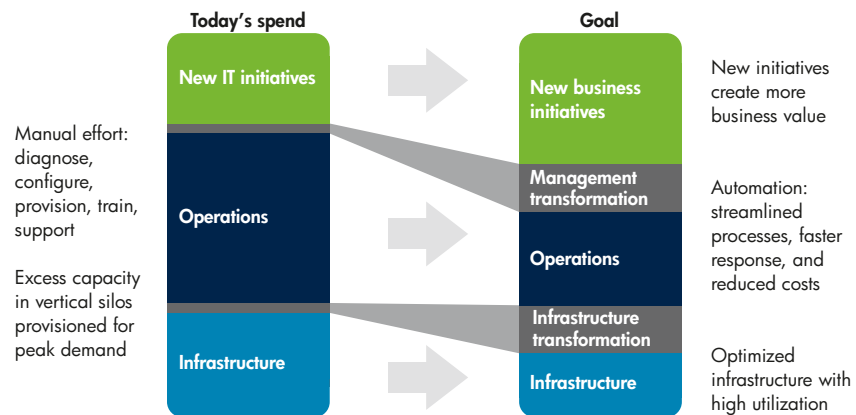 Today’s spend
Goal
New IT initiatives
New business
initiatives
New initiatives
create more
business value
Manual effort:
diagnose,
configure,
provision, train,
support
Management
transformation
Automation:
streamlined
processes, faster
response, and
reduced costs
Operations
Operations
Excess capacity
in vertical silos
provisioned for
peak demand
Infrastructure
transformation
Infrastructure
Infrastructure
Optimized
infrastructure with
high utilization